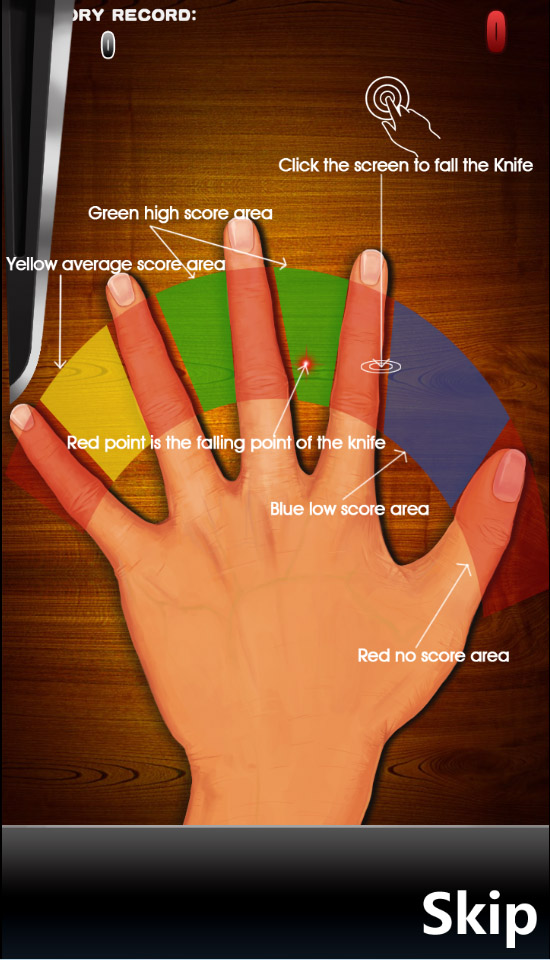 ORY RECORD:
0
0
Click the screen to fall the Knife
Green high score area
Yellow average score area
Red point is the falling point of the knife
Blue low score area
Red no score area
Skip